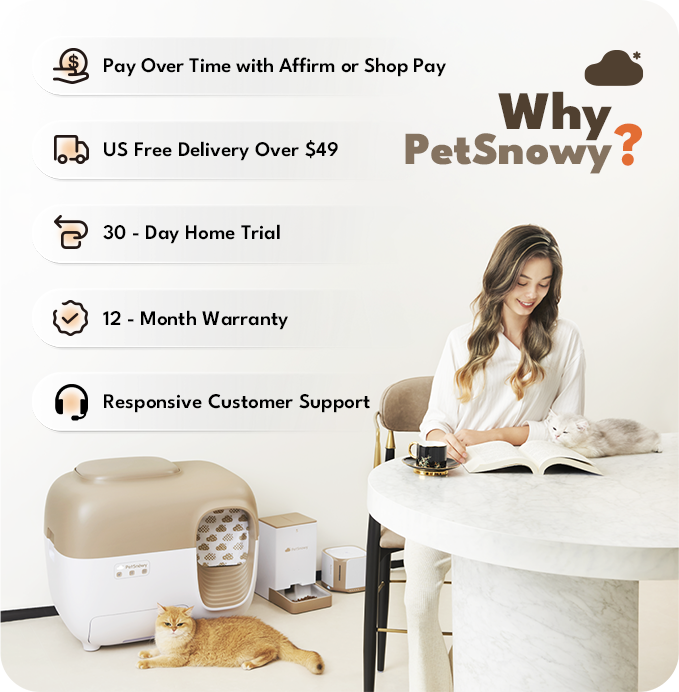 Pay Over Time with Affirm or Shop Pay
Why
PetSnowy?
US Free Delivery Over $49
30 - Day Home Trial
12 - Month Warranty
Responsive Customer Support
PetSnowy